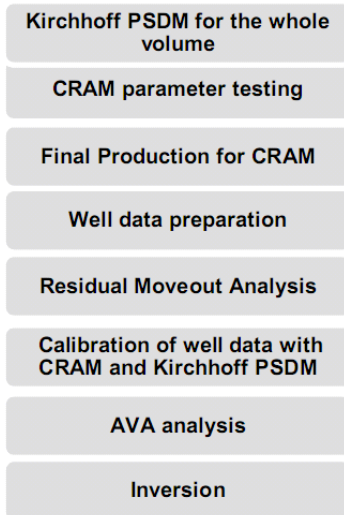 Kirchhoff PSDM for the whole
volume
CRAM parameter testing
Final Production for CRAM
Well data preparation
Residual Moveout Analysis
Calibration of well data with
CRAM and Kirchhoff PSDM
AVA analysis
Inversion